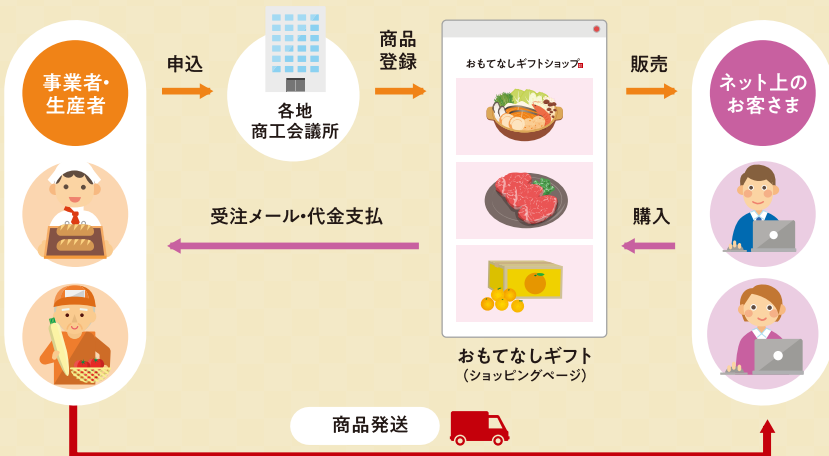 事業者・
生産者
申込
各地
商工会議所
商品
登録
おもてなしギフトショップ
販売
ネット上の
お客さま
受注メール・代金支払
購入
おもてなしギフト
（ショッピングページ）
商品発送